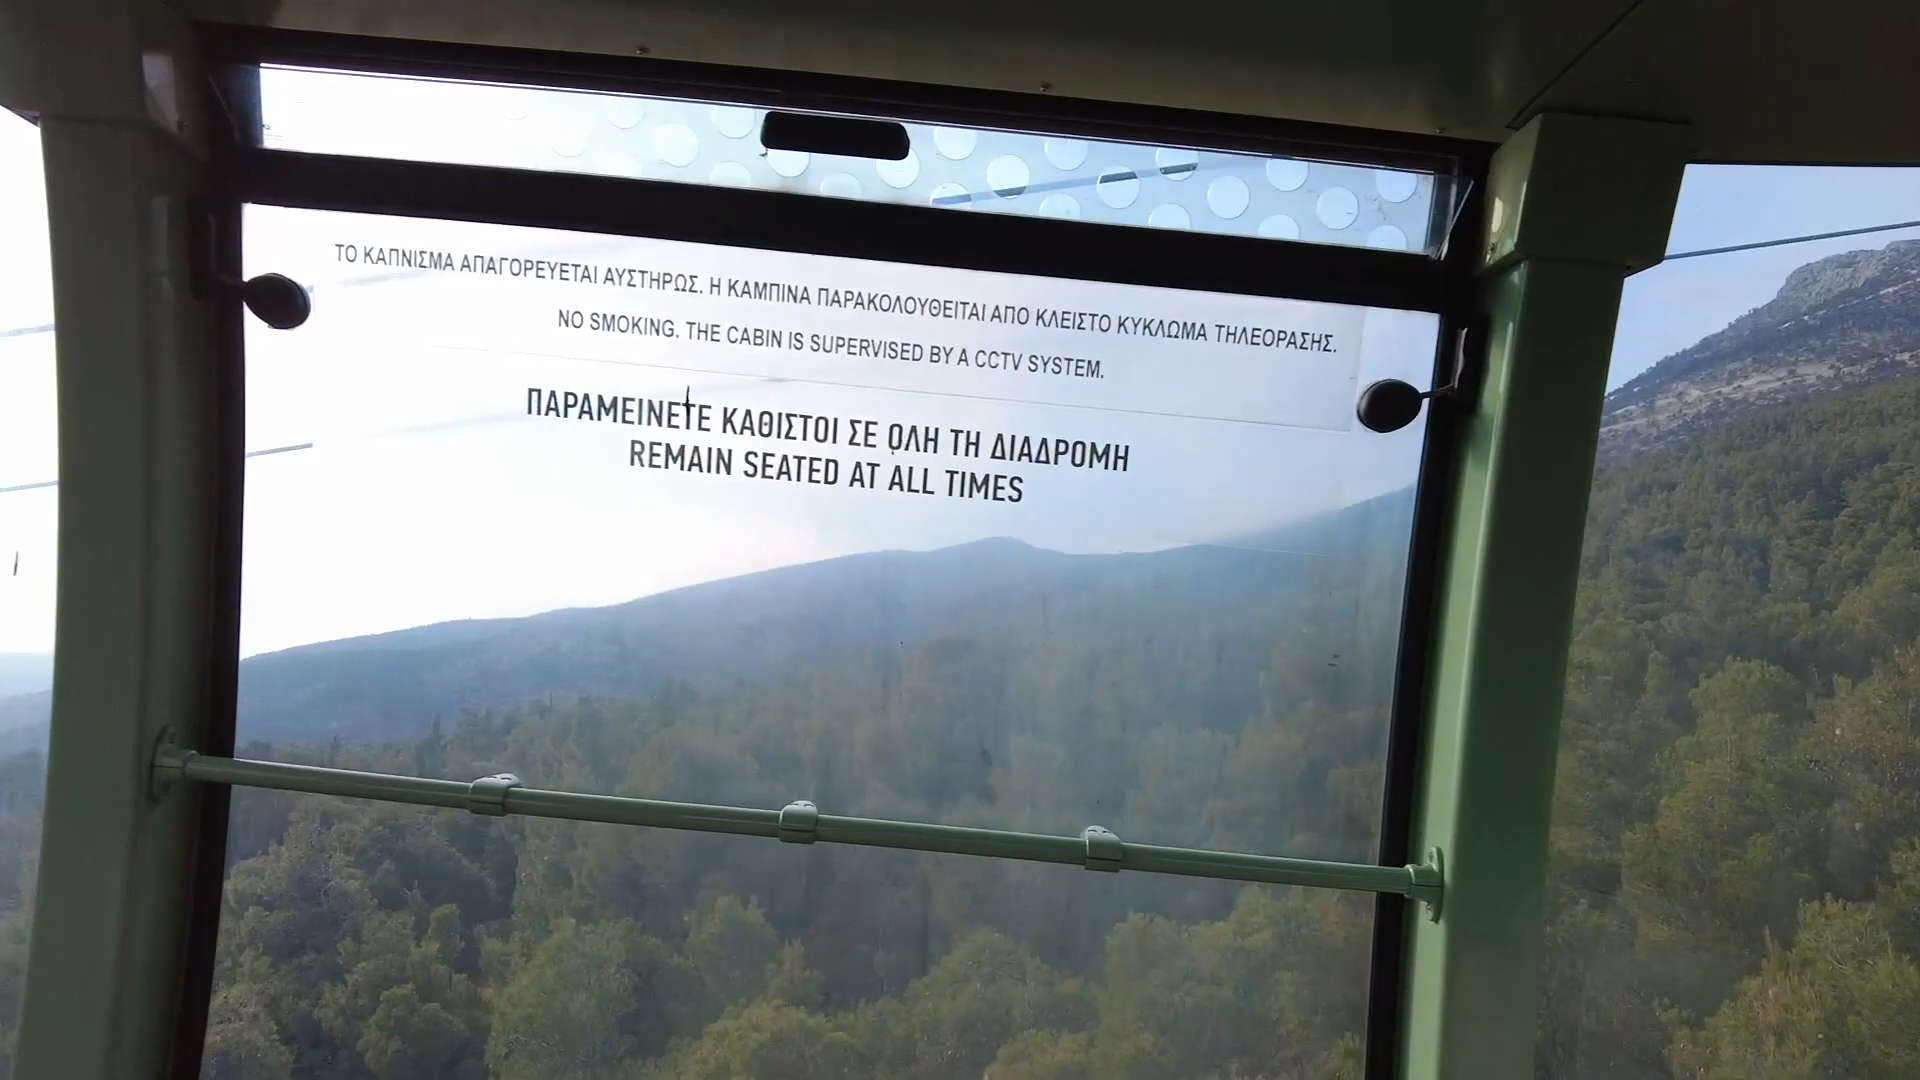 ΤΟ ΚΑΠΝΙΣΜΑ ΑΠΑΓΟΡΕΥΕΤΑΙ ΑΥΣΤΗΡΩΣ. Η ΚΑΜΠΙΝΑ ΠΑΡΑΚΟΛΟΥΘΕΙΤΑΙ ΑΠΟ ΚΛΕΙΣΤΟ ΚΥΚΛΩΜΑ ΤΗΛΕΟΡΑΣΗΣ.
NO SMOKING. THE CABIN IS SUPERVISED BY A CCTV SYSTEM.
ΠΑΡΑΜΕΙΝΕΤΕ ΚΑΘΙΣΤΟΙ ΣΕ ΟΛΗ ΤΗ ΔΙΑΔΡΟΜΗ
REMAIN SEATED AT ALL TIMES